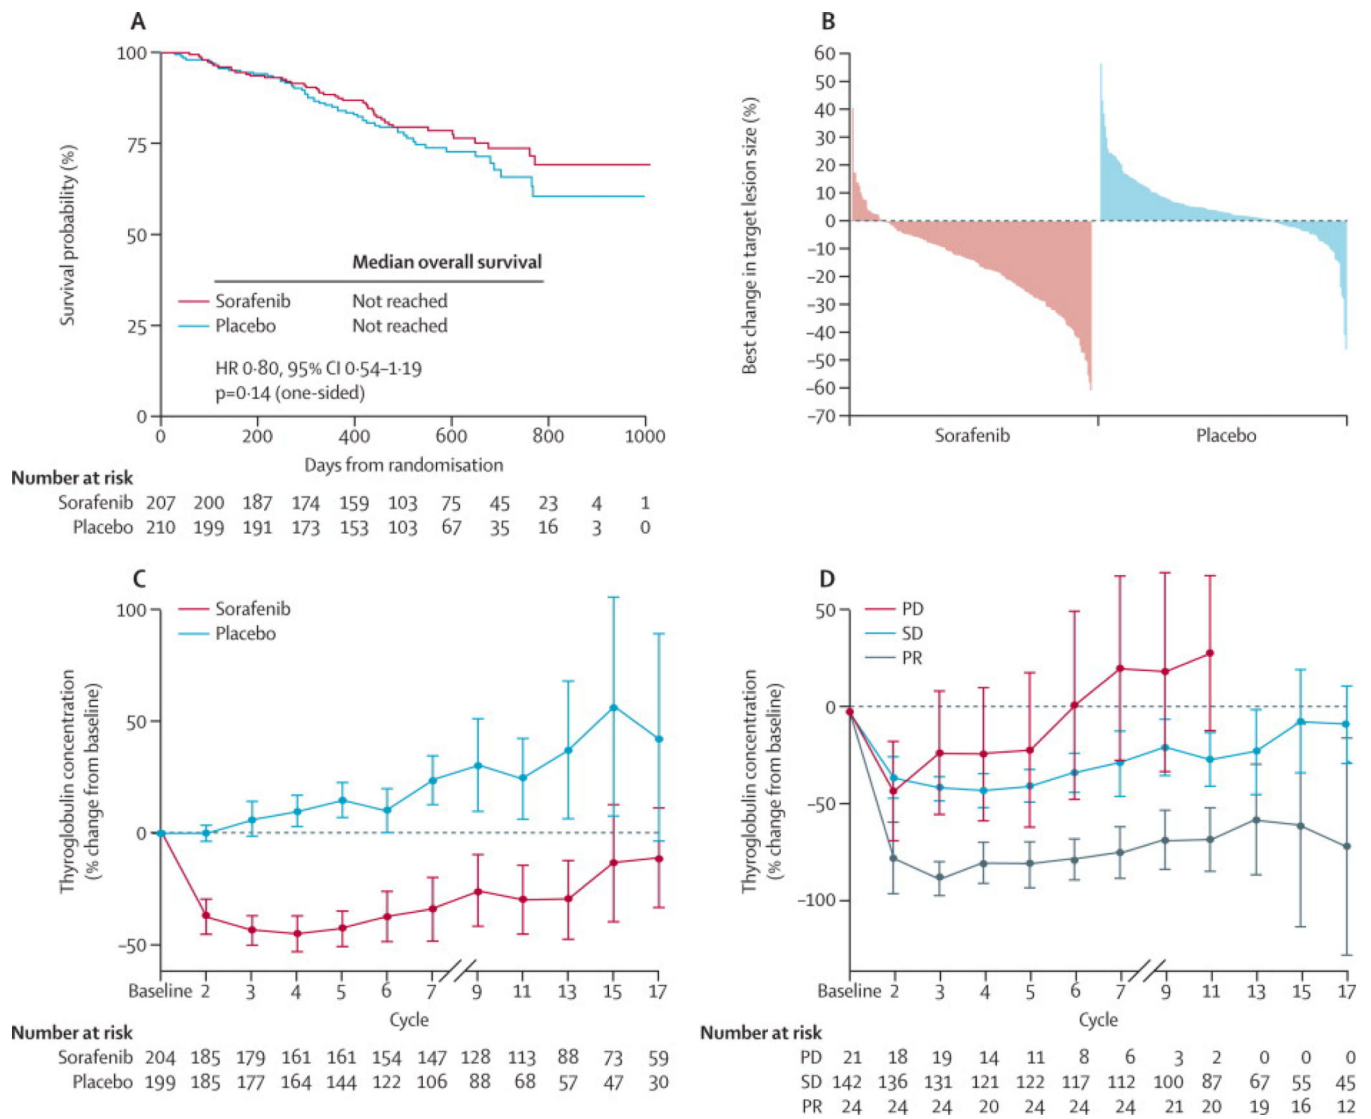 A
100
75
50
25
0
Survival probability (%)
Median overall survival
Sorafenib Not reached
Placebo Not reached
HR 0·80, 95% CI 0·54–1·19
p=0·14 (one-sided)
0 200 400 600 800 1000
Days from randomisation
Number at risk
Sorafenib 207 200 187 174 159 103 75 45 23 4 1
Placebo 210 199 191 173 153 103 67 35 16 3 0
B
60
50
40
30
20
10
0
–10
–20
–30
–40
–50
–60
–70
Best change in target lesion size (%)
Sorafenib Placebo
C
100
50
0
–50
Thyroglobulin concentration
(% change from baseline)
Sorafenib
Placebo
Baseline 2 3 4 5 6 7 9 11 13 15 17
Cycle
Number at risk
Sorafenib 204 185 179 161 161 154 147 128 113 88 73 59
Placebo 199 185 177 164 144 122 106 88 68 57 47 30
D
50
0
–50
–100
Thyroglobulin concentration
(% change from baseline)
PD
SD
PR
Baseline 2 3 4 5 6 7 9 11 13 15 17
Cycle
Number at risk
PD 21 18 19 14 11 8 6 3 2 0 0 0
SD 142 136 131 121 122 117 112 100 87 67 55 45
PR 24 24 24 20 24 24 24 21 20 19 16 12